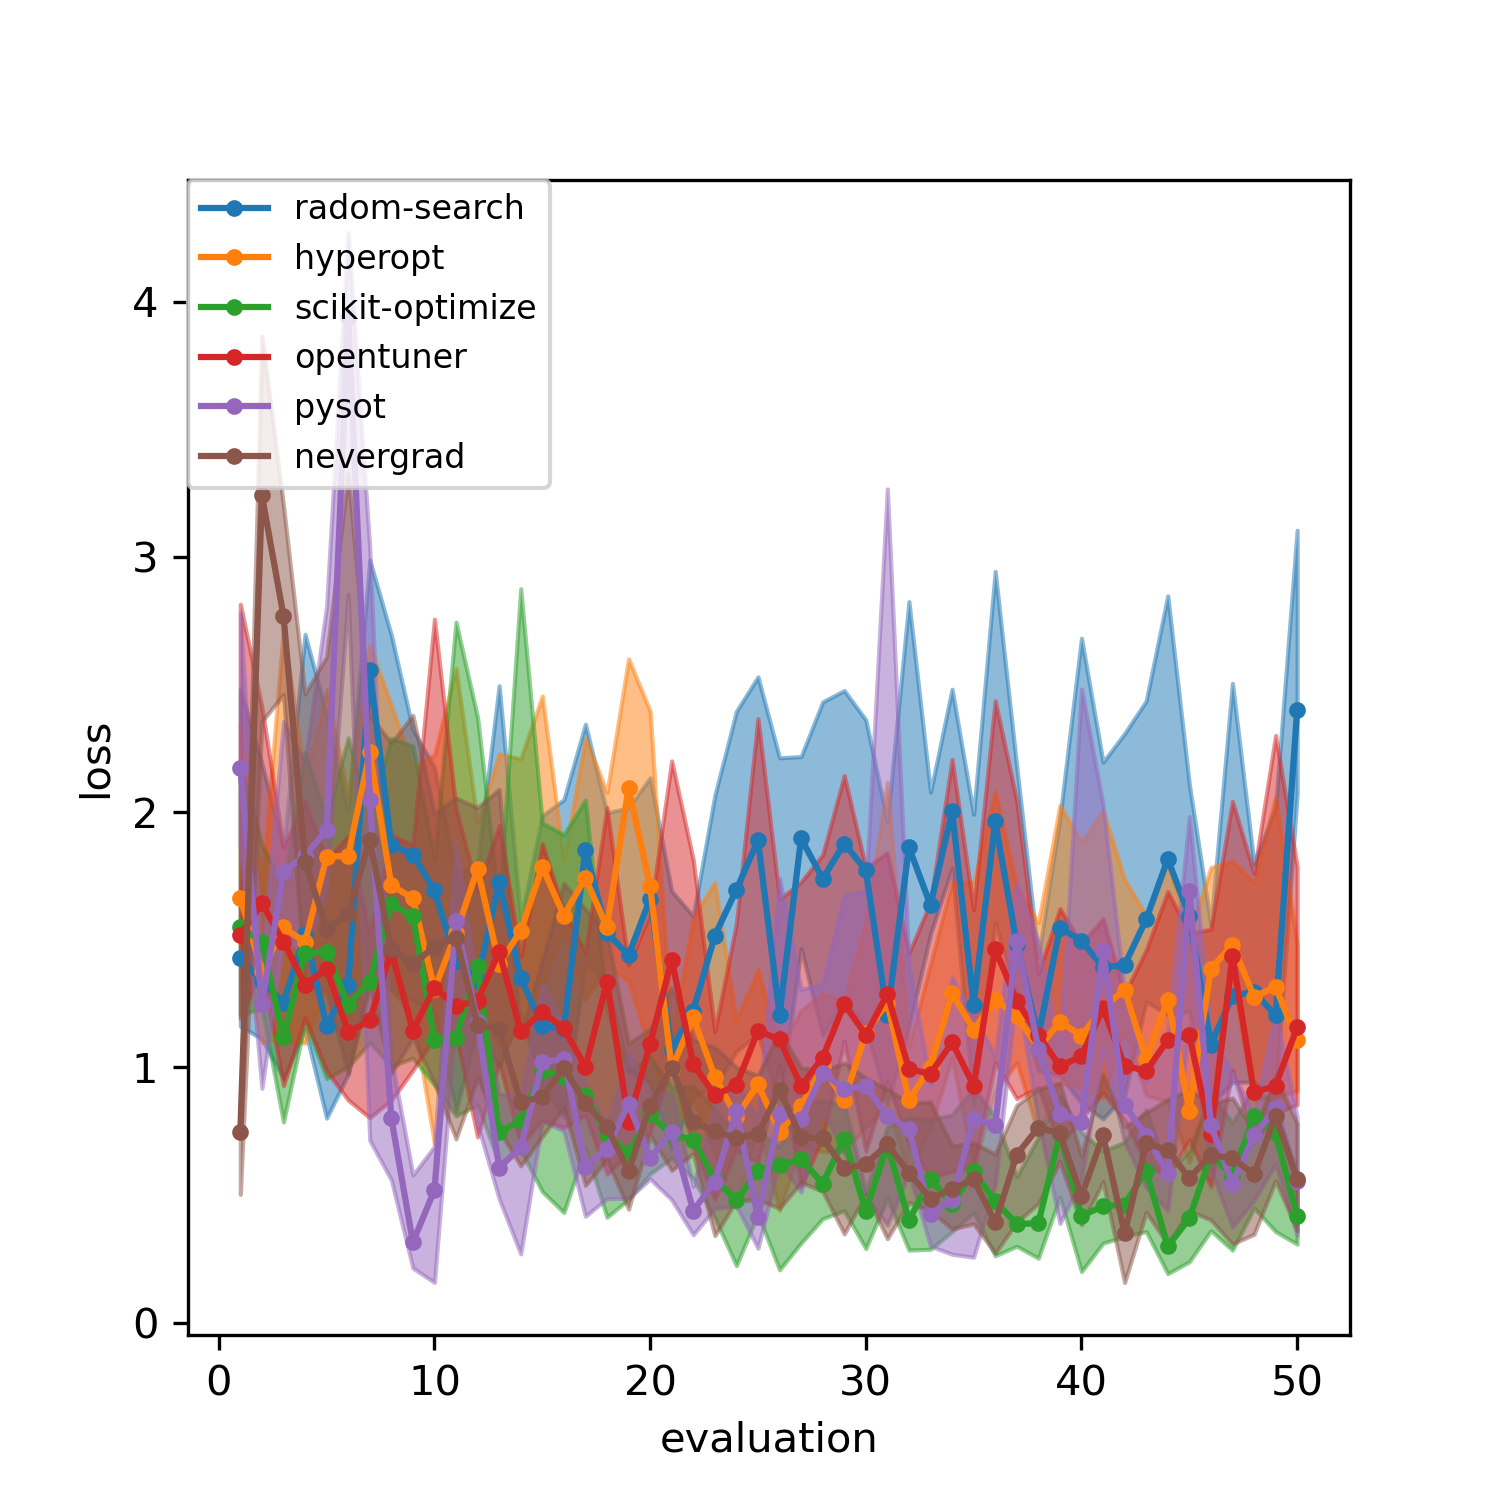 radom-search
hyperopt
scikit-optimize
opentuner
pysot
nevergrad
4
3
2
1
0
loss
0 10 20 30 40 50
evaluation